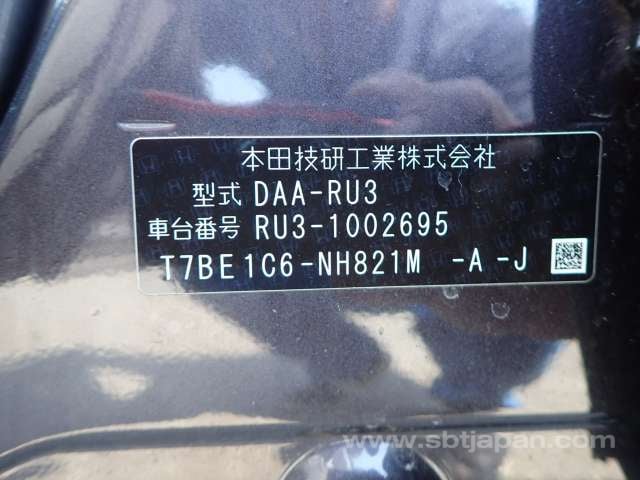 本田技研工業株式会社
型式 DAA-RU3
車台番号 RU3-1002695
T7BE1C6-NH821M -A -J
www.sbtjapan.com